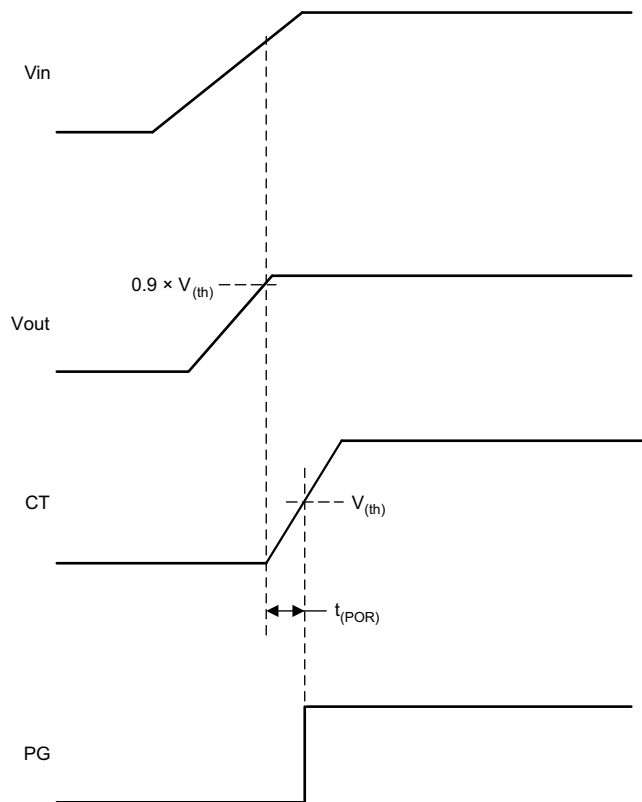 Vin
0.9 × V(th)
Vout
CT
V(th)
t(POR)
PG